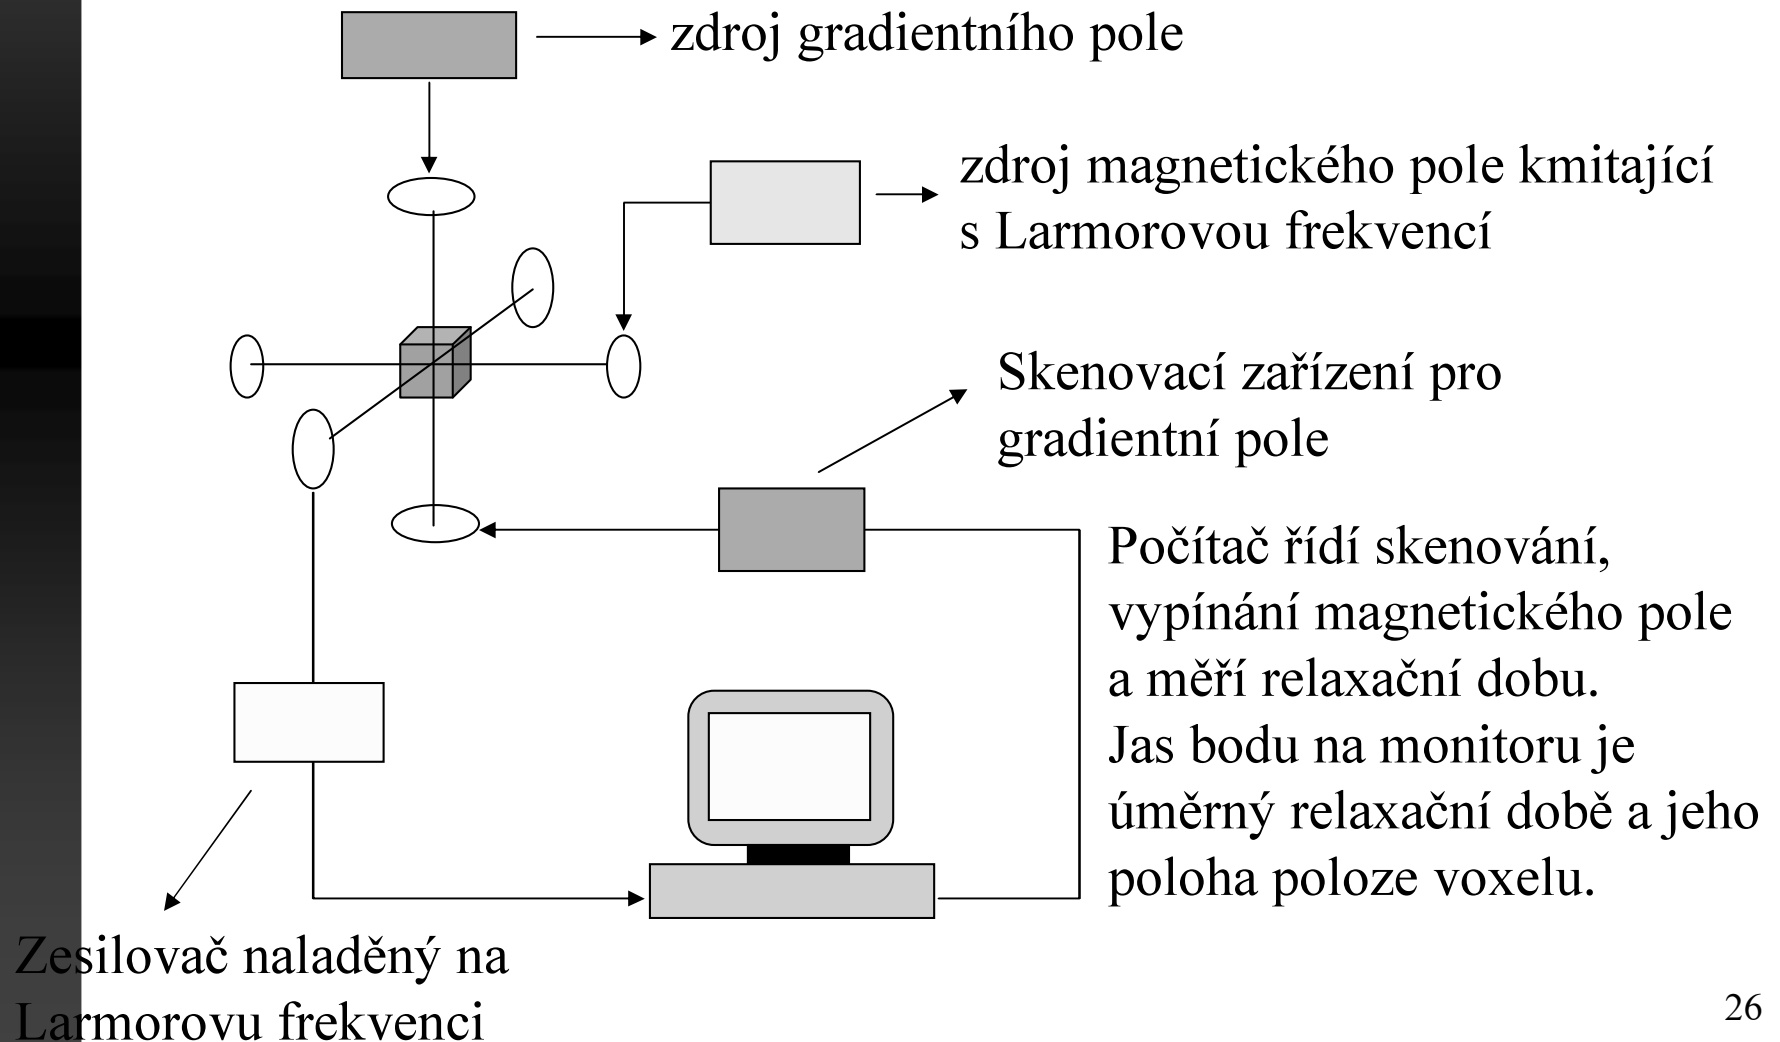 zdroj gradientního pole
zdroj magnetického pole kmitající
s Larmorovou frekvencí
Skenovací zařízení pro
gradientní pole
Počítač řídí skenování,
vypínání magnetického pole
a měří relaxační dobu.
Jas bodu na monitoru je
úměrný relaxační době a jeho
poloha poloze voxelu.
Zesilovač naladěný na
Larmorovu frekvenci
26